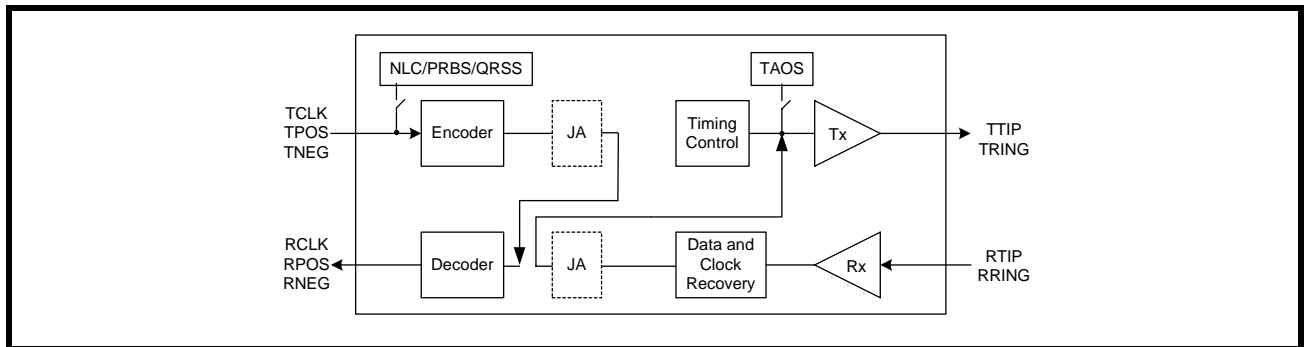 NLC/PRBS/QRSS
TAOS
TCLK
TPOS
TNEG
Encoder
JA
Timing
Control
Tx
TTIP
TRING
RCLK
RPOS
RNEG
Decoder
JA
Data and
Clock
Recovery
Rx
RTIP
RRING